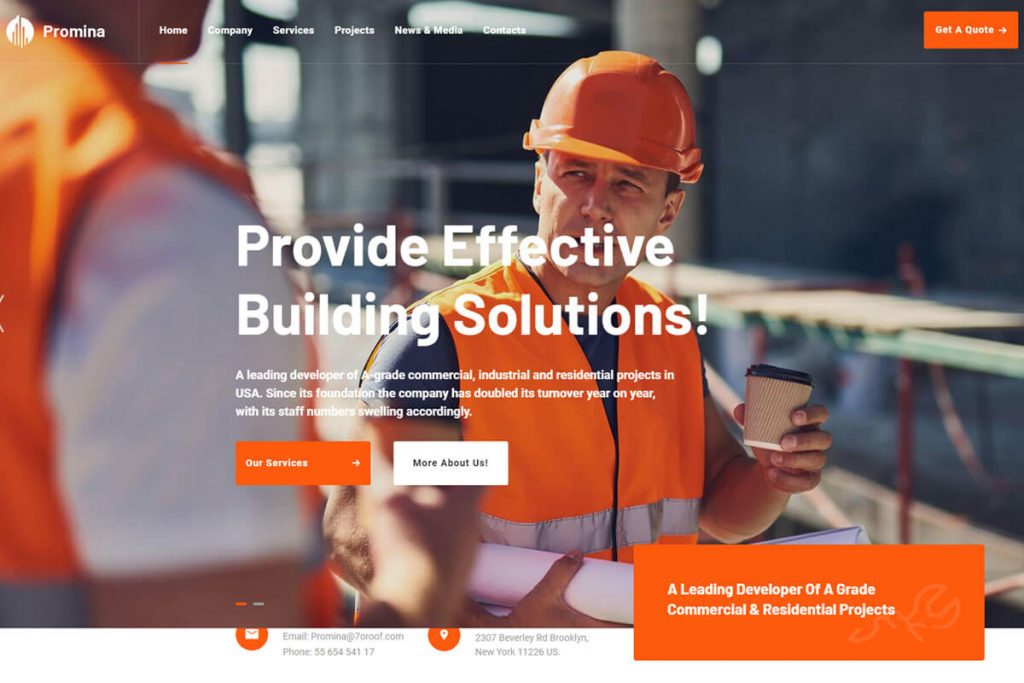 Promina
Home Company Services Projects News & Media Contacts
Get A Quote →
Provide Effective
Building Solutions!
A leading developer of A-grade commercial, industrial and residential projects in
USA. Since its foundation the company has doubled its turnover year on year,
with its staff numbers swelling accordingly.
Our Services →
More About Us!
A Leading Developer Of A Grade
Commercial & Residential Projects
Email: Promina@7oroof.com
Phone: 55 654 541 17
2307 Beverley Rd Brooklyn,
New York 11226 US.